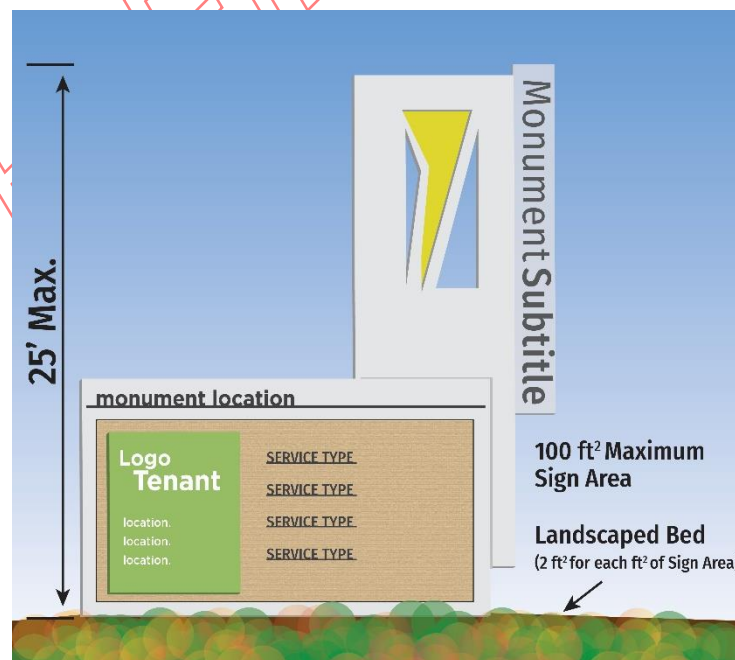 25' Max.
Monument Subtitle
monument location
Logo
Tenant
location.
location.
location.
SERVICE TYPE
SERVICE TYPE
SERVICE TYPE
SERVICE TYPE
100 ft² Maximum
Sign Area
Landscaped Bed
(2 ft² for each ft² of Sign Area